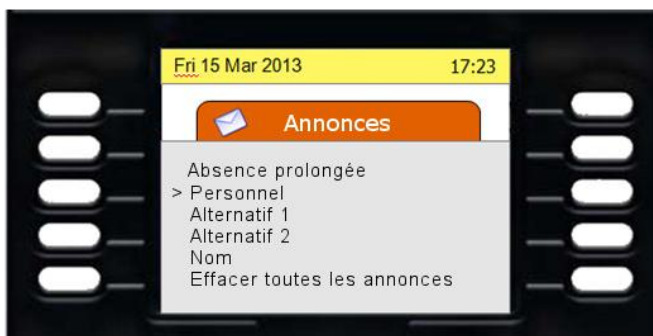 Fri 15 Mar 2013 17:23
Annonces
Absence prolongée
> Personnel
Alternatif 1
Alternatif 2
Nom
Effacer toutes les annonces